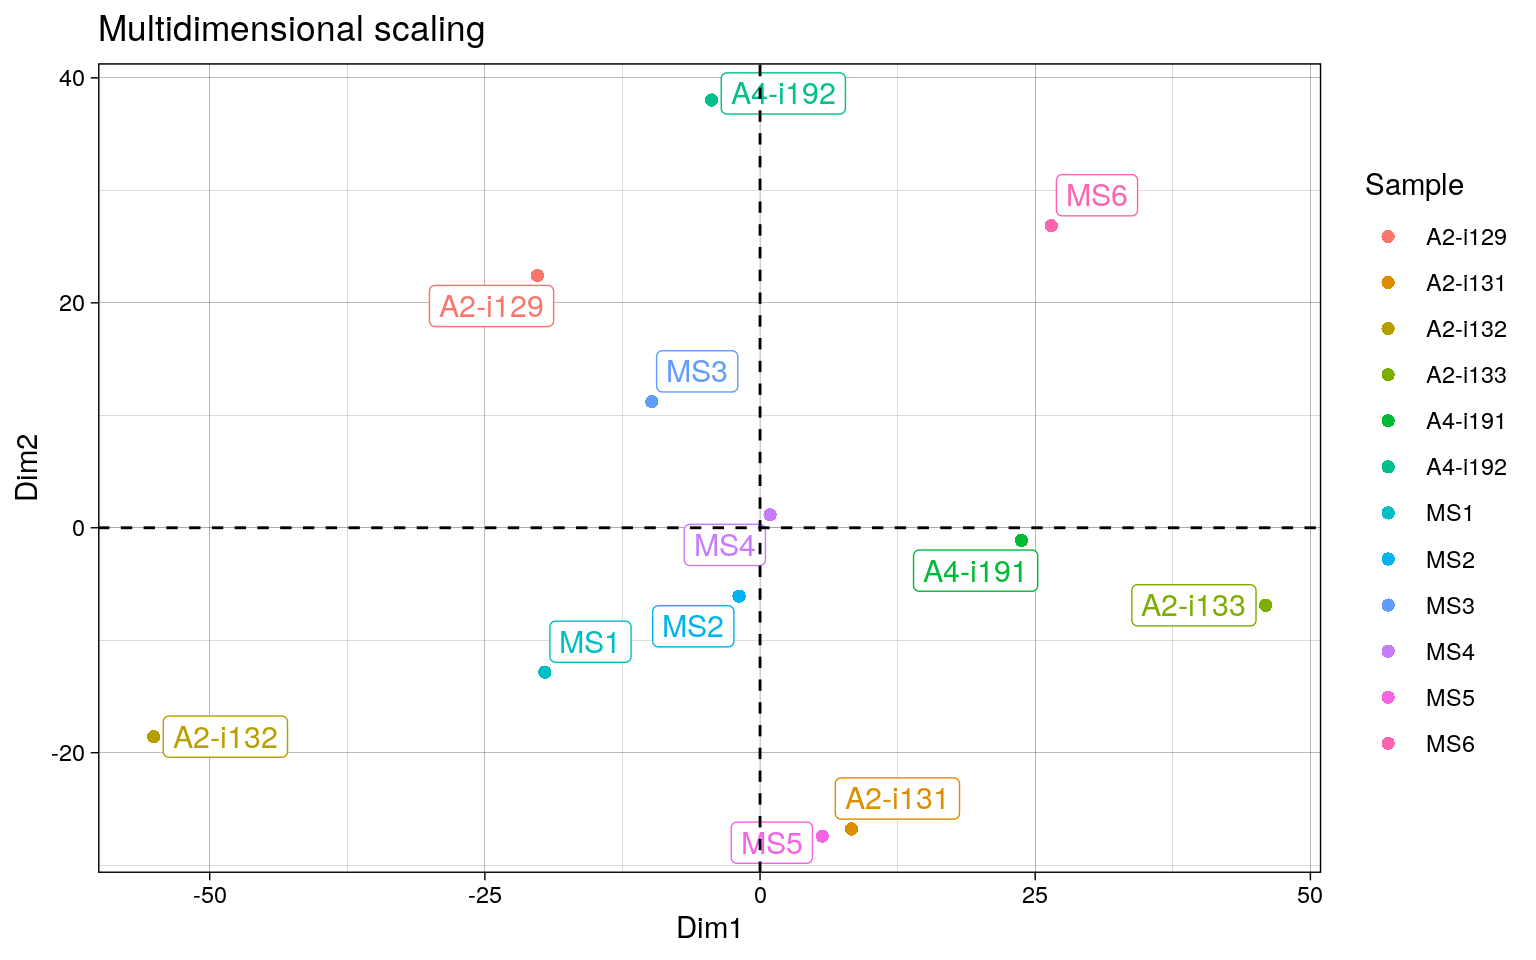 Multidimensional scaling
40
20
0
-20
Dim2
A4-i192
MS6
A2-i129
MS3
MS4
A4-i191
A2-i133
MS2
MS1
A2-i132
A2-i131
MS5
-50
-25
0
25
50
Dim1
Sample
A2-i129
A2-i131
A2-i132
A2-i133
A4-i191
A4-i192
MS1
MS2
MS3
MS4
MS5
MS6